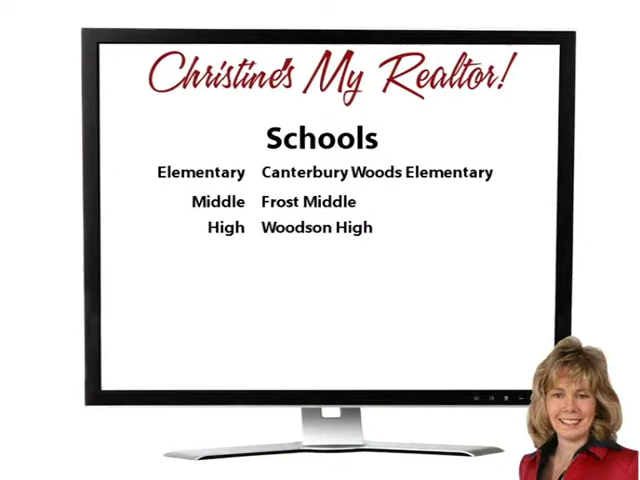 Christine's My Realtor!
Schools
Elementary Canterbury Woods Elementary
Middle Frost Middle
High Woodson High